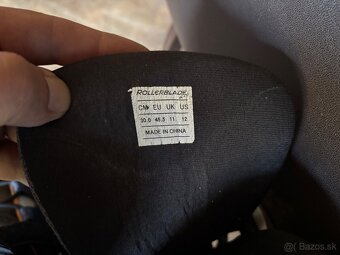 ROLLERBLADE
CM EU UK US
30.0 46.5 11 12
MADE IN CHINA
Bazos.sk